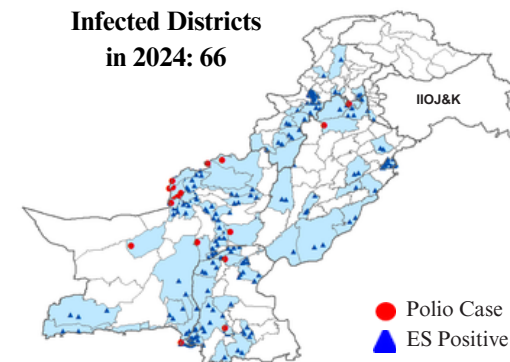 Infected Districts
in 2024: 66
IIOJ&K
Polio Case
ES Positive